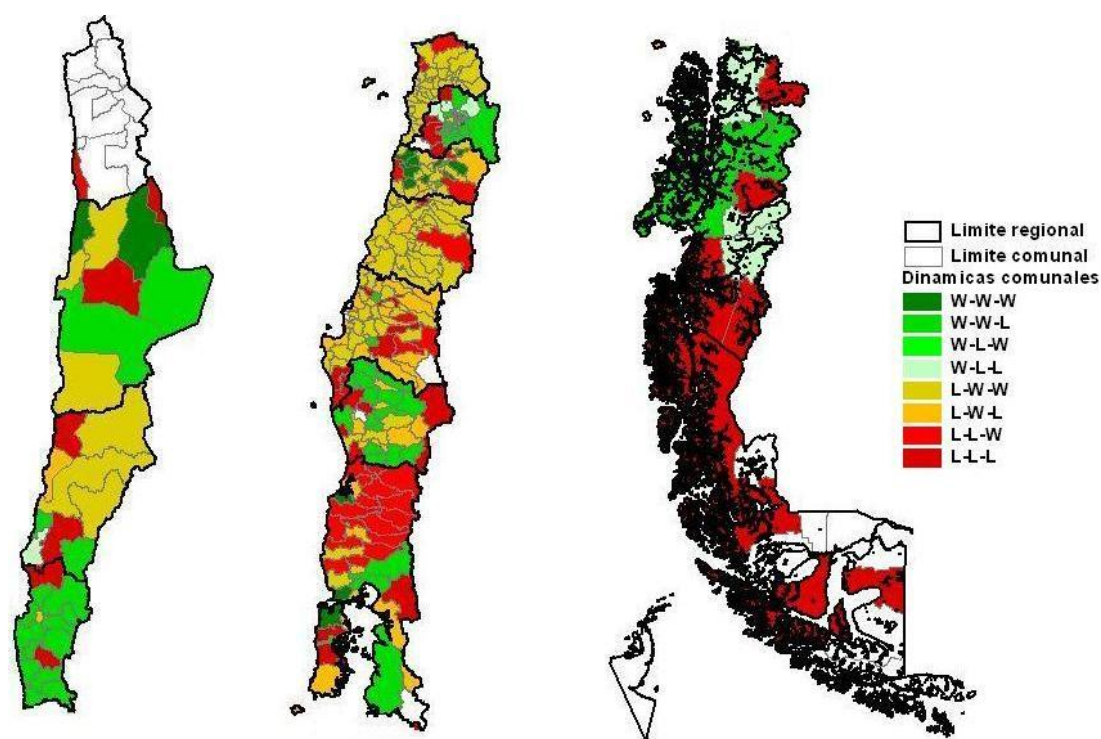 Limite regional
Limite comunal
Dinamicas comunales
W-W-W
W-W-L
W-L-W
W-L-L
L-W-W
L-W-L
L-L-W
L-L-L